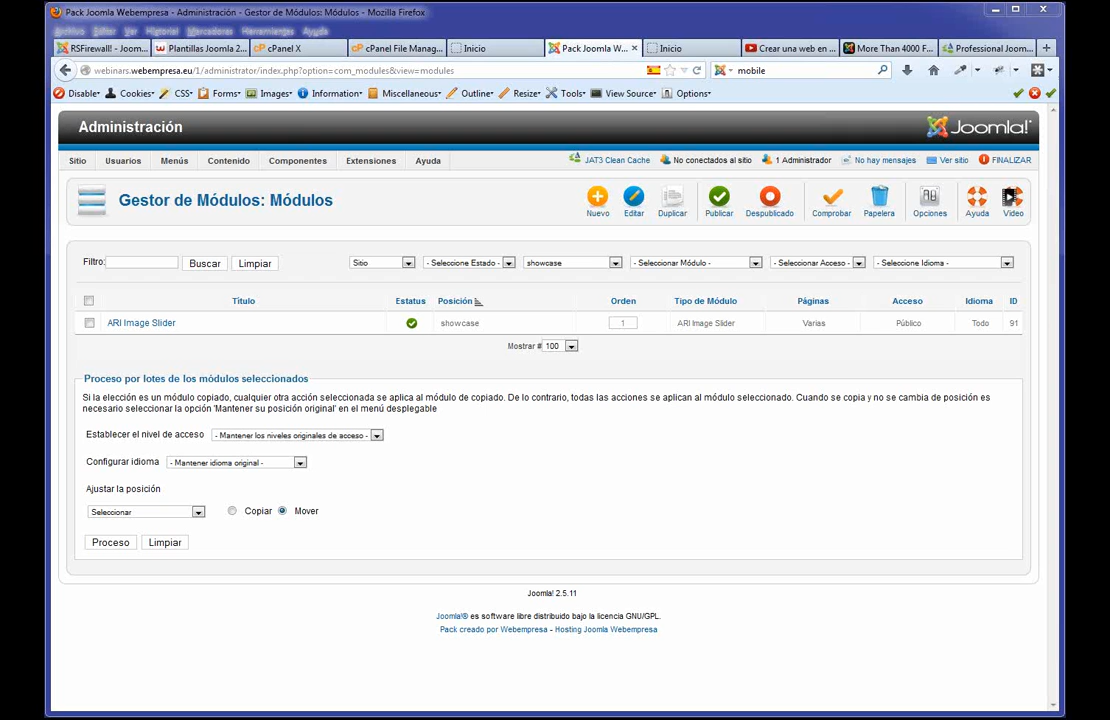 Pack Joomla Webempresa - Administración - Gestor de Módulos: Módulos - Mozilla Firefox
Archivo Editar Ver Historial Marcadores Herramientas Ayuda
RSFirewall! - Joom... Plantillas Joomla 2... cPanel X cPanel File Manag... Inicio Pack Joomla W... Inicio Crear una web en ... More Than 4000 F... Professional Joom...
webinars.webempresa.eu/1/administrator/index.php?option=com_modules&view=modules mobile
Disable Cookies CSS Forms Images Information Miscellaneous Outline Resize Tools View Source Options
Administración Joomla!
Sitio Usuarios Menús Contenido Componentes Extensiones Ayuda JAT3 Clean Cache No conectados al sitio 1 Administrador No hay mensajes Ver sitio FINALIZAR
Gestor de Módulos: Módulos
Nuevo Editar Duplicar Publicar Despublicado Comprobar Papelera Opciones Ayuda Video
Filtro: Buscar Limpiar Sitio - Seleccione Estado - showcase - Seleccionar Módulo - - Seleccionar Acceso - - Seleccione Idioma -
Título Estatus Posición Orden Tipo de Módulo Páginas Acceso Idioma ID
ARI Image Slider showcase 1 ARI Image Slider Varias Público Todo 91
Mostrar # 100
Proceso por lotes de los módulos seleccionados
Si la elección es un módulo copiado, cualquier otra acción seleccionada se aplica al módulo de copiado. De lo contrario, todas las acciones se aplican al módulo seleccionado. Cuando se copia y no se cambia de posición es
necesario seleccionar la opción 'Mantener su posición original' en el menú desplegable
Establecer el nivel de acceso - Mantener los niveles originales de acceso -
Configurar idioma - Mantener idioma original -
Ajustar la posición
Seleccionar Copiar Mover
Proceso Limpiar
Joomla! 2.5.11
Joomla!® es software libre distribuido bajo la licencia GNU/GPL.
Pack creado por Webempresa - Hosting Joomla Webempresa